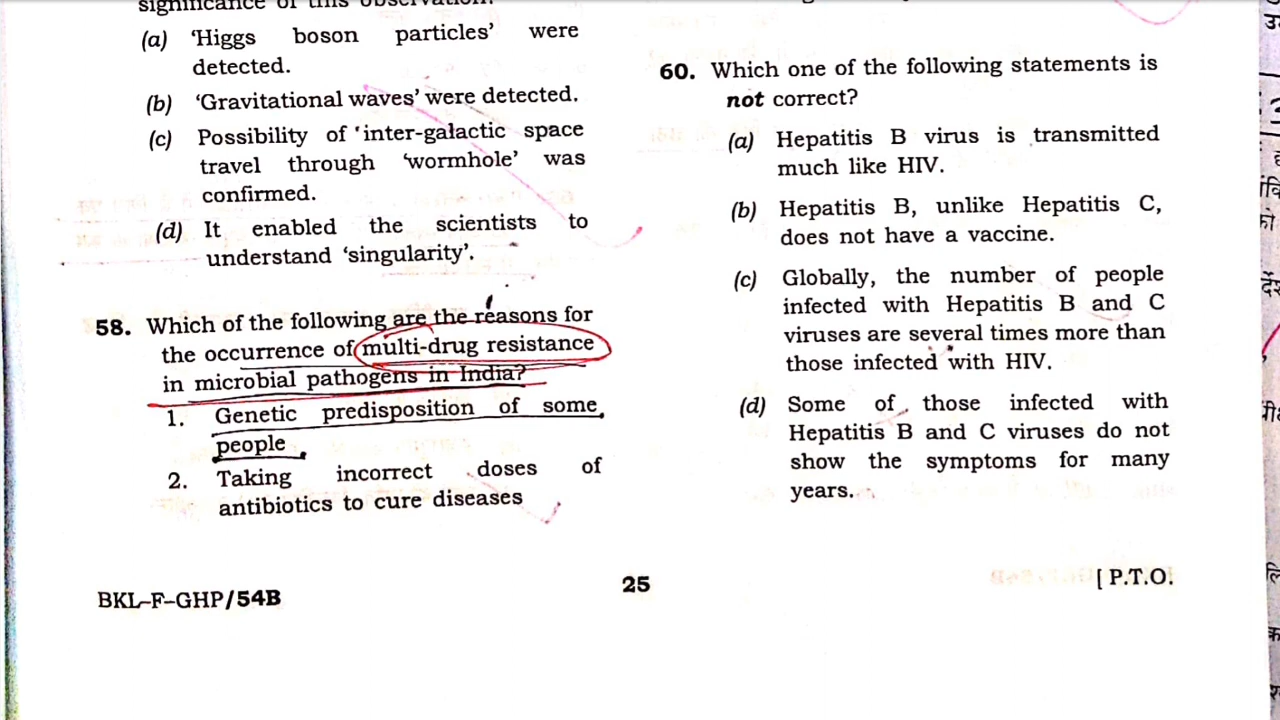 significance of this observation.
(a) ‘Higgs boson particles’ were
detected.
(b) ‘Gravitational waves’ were detected.
(c) Possibility of ‘inter-galactic space
travel through ‘wormhole’ was
confirmed.
(d) It enabled the scientists to
understand ‘singularity’.
58. Which of the following are the reasons for
the occurrence of multi-drug resistance
in microbial pathogens in India?
1. Genetic predisposition of some
people
2. Taking incorrect doses of
antibiotics to cure diseases
60. Which one of the following statements is
not correct?
(a) Hepatitis B virus is transmitted
much like HIV.
(b) Hepatitis B, unlike Hepatitis C,
does not have a vaccine.
(c) Globally, the number of people
infected with Hepatitis B and C
viruses are several times more than
those infected with HIV.
(d) Some of those infected with
Hepatitis B and C viruses do not
show the symptoms for many
years.
BKL-F-GHP/54B
25
[ P.T.O.